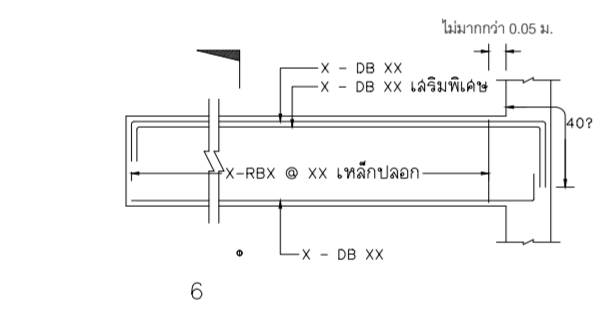 ไม่มากกว่า 0.05 ม.
X - DB XX
X - DB XX เสริมพิเศษ
40?
X-RBX @ XX เหล็กปลอก
X - DB XX
6